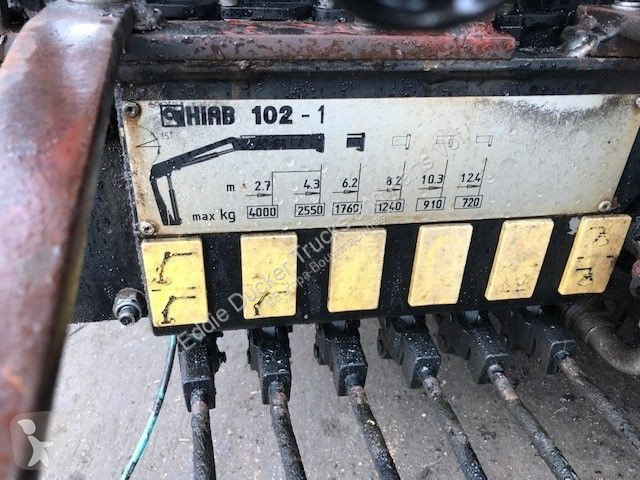 HIAB 102-1
m 2.7 4.3 6.2 8.2 10.3 12.4
max kg 4000 2550 1760 1240 910 720
Eddie Ducker Trucks